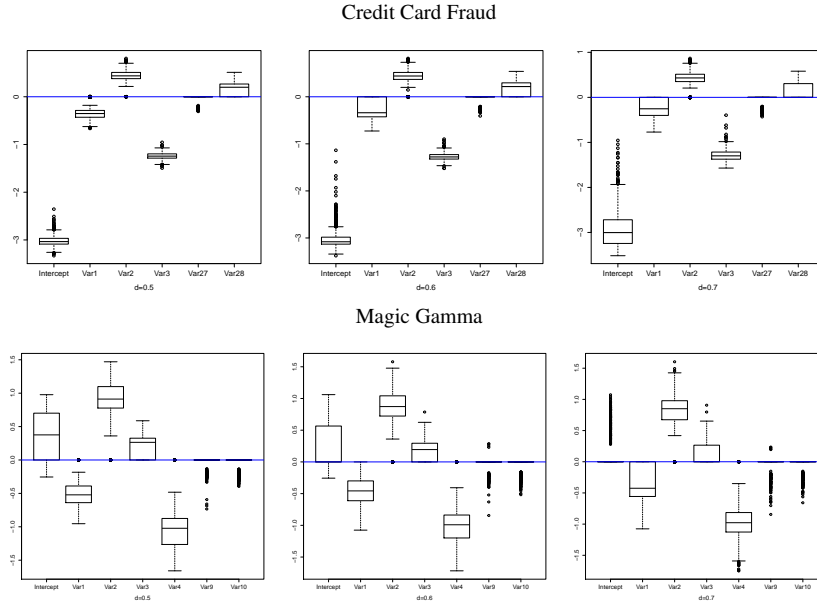 Credit Card Fraud
0
−1
−2
−3
Intercept Var1 Var2 Var3 Var27 Var28
d=0.5
0
−1
−2
−3
Intercept Var1 Var2 Var3 Var27 Var28
d=0.6
1
0
−1
−2
−3
Intercept Var1 Var2 Var3 Var27 Var28
d=0.7
Magic Gamma
1.5
1.0
0.5
0.0
−0.5
−1.0
−1.5
Intercept Var1 Var2 Var3 Var4 Var9 Var10
d=0.5
1.5
1.0
0.5
0.0
−0.5
−1.0
−1.5
Intercept Var1 Var2 Var3 Var4 Var9 Var10
d=0.6
1.5
1.0
0.5
0.0
−0.5
−1.0
−1.5
Intercept Var1 Var2 Var3 Var4 Var9 Var10
d=0.7